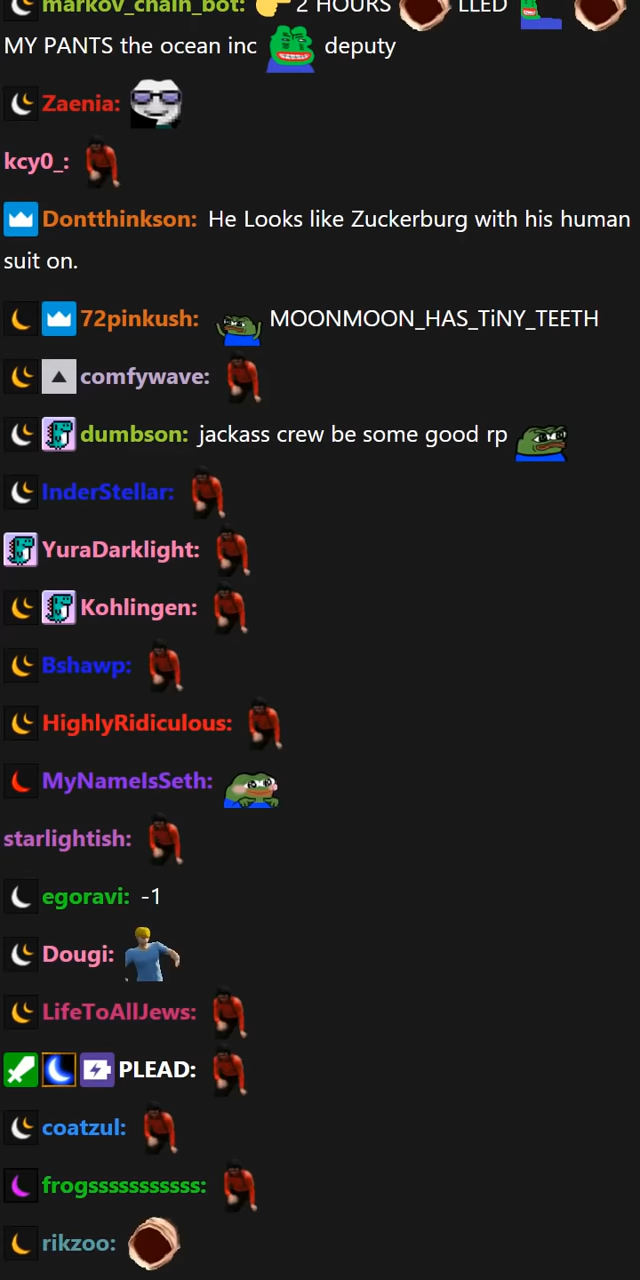 markov_chain_bot: 2 HOURS LLED
MY PANTS the ocean inc deputy
Zaenia:
kcy0_:
Dontthinkson: He Looks like Zuckerburg with his human
suit on.
72pinkush: MOONMOON_HAS_TiNY_TEETH
comfywave:
dumbson: jackass crew be some good rp
InderStellar:
YuraDarklight:
Kohlingen:
Bshawp:
HighlyRidiculous:
MyNameIsSeth:
starlightish:
egoravi: -1
Dougi:
LifeToAllJews:
PLEAD:
coatzul:
frogsssssssssss:
rikzoo: